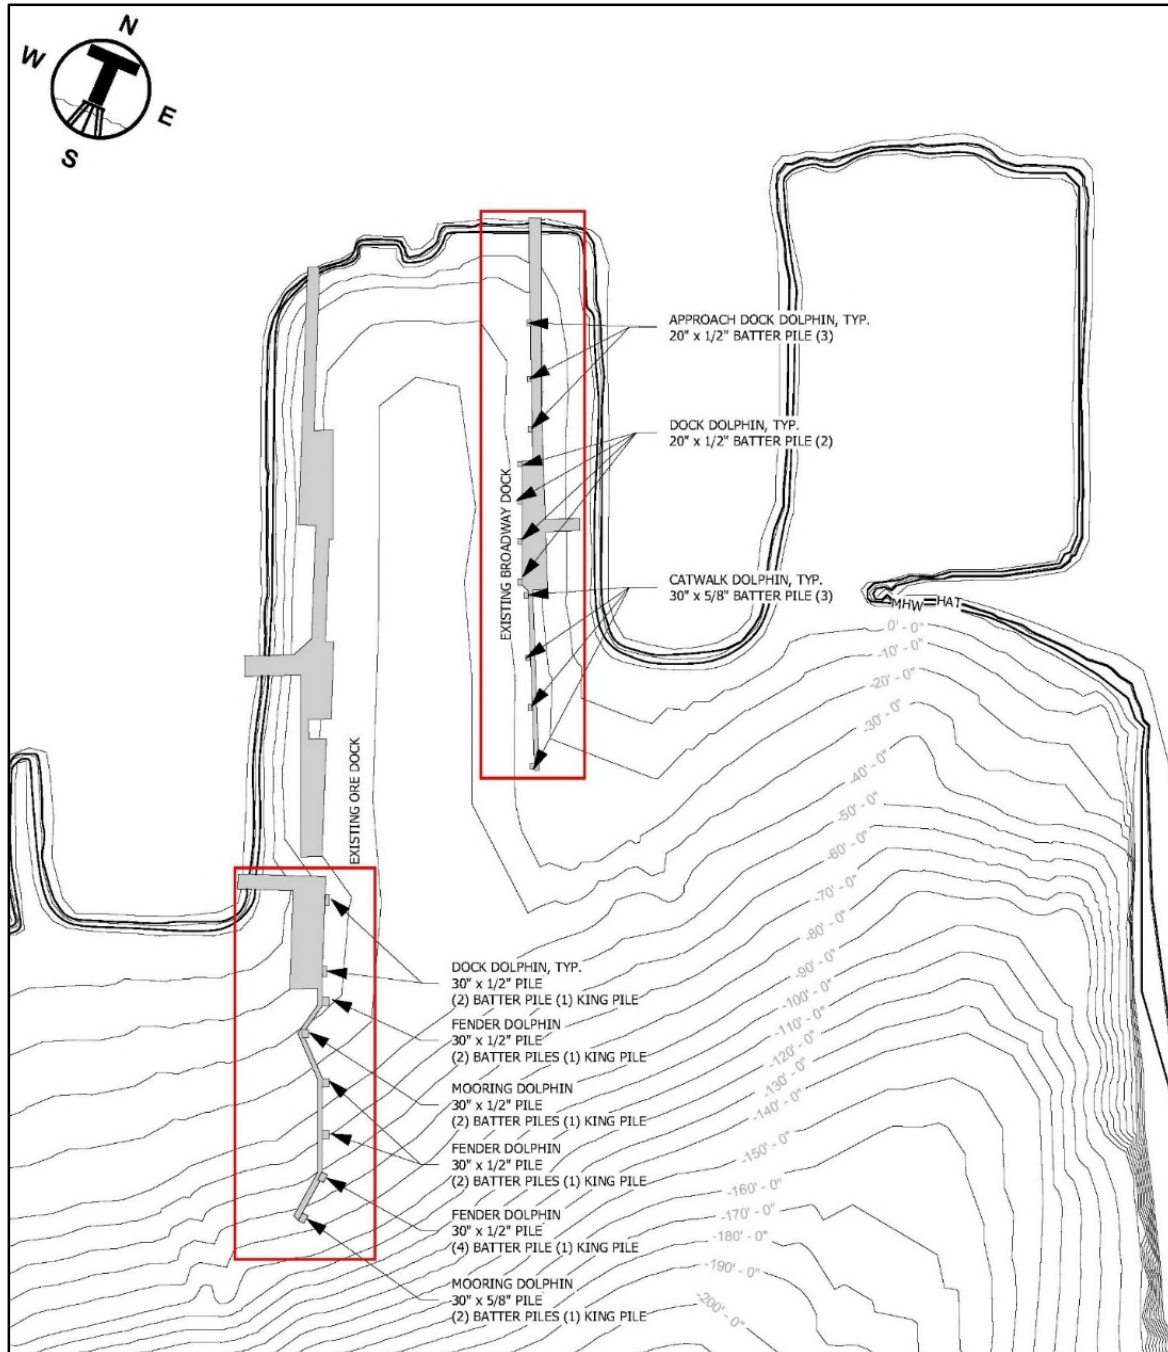 N
W
E
S
APPROACH DOCK DOLPHIN, TYP.
20" x 1/2" BATTER PILE (3)
DOCK DOLPHIN, TYP.
20" x 1/2" BATTER PILE (2)
EXISTING BROADWAY DOCK
CATWALK DOLPHIN, TYP.
30" x 5/8" BATTER PILE (3)
MHW
HAT
0' - 0"
-10' - 0"
-20' - 0"
-30' - 0"
-40' - 0"
-50' - 0"
-60' - 0"
-70' - 0"
-80' - 0"
-90' - 0"
-100' - 0"
-110' - 0"
-120' - 0"
-130' - 0"
-140' - 0"
-150' - 0"
-160' - 0"
-170' - 0"
-180' - 0"
-190' - 0"
-200' - 0"
EXISTING ORE DOCK
DOCK DOLPHIN, TYP.
30" x 1/2" PILE
(2) BATTER PILE (1) KING PILE
FENDER DOLPHIN
30" x 1/2" PILE
(2) BATTER PILES (1) KING PILE
MOORING DOLPHIN
30" x 1/2" PILE
(2) BATTER PILES (1) KING PILE
FENDER DOLPHIN
30" x 1/2" PILE
(2) BATTER PILES (1) KING PILE
FENDER DOLPHIN
30" x 1/2" PILE
(4) BATTER PILE (1) KING PILE
MOORING DOLPHIN
30" x 5/8" PILE
(2) BATTER PILES (1) KING PILE